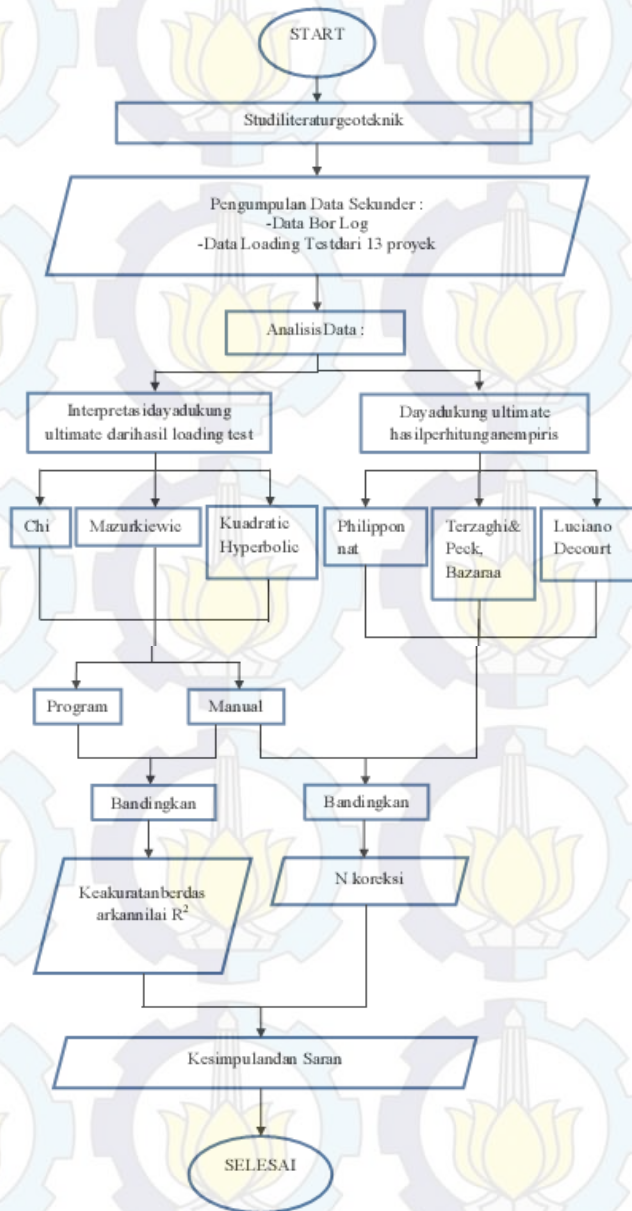 START
Studiliteraturgeoteknik
Pengumpulan Data Sekunder :
-Data Bor Log
-Data Loading Testdari 13 proyek
AnalisisData :
Interpretasidayadukung
ultimate darihasil loading test
Dayadukung ultimate
hasilperhitunganempiris
Chi
Mazurkiewic
Kuadratic
Hyperbolic
Philippon
nat
Terzaghi&
Peck,
Bazaraa
Luciano
Decourt
Program
Manual
Bandingkan
Bandingkan
Keakuratanberdas
arkannilai R²
N koreksi
Kesimpulandan Saran
SELESAI